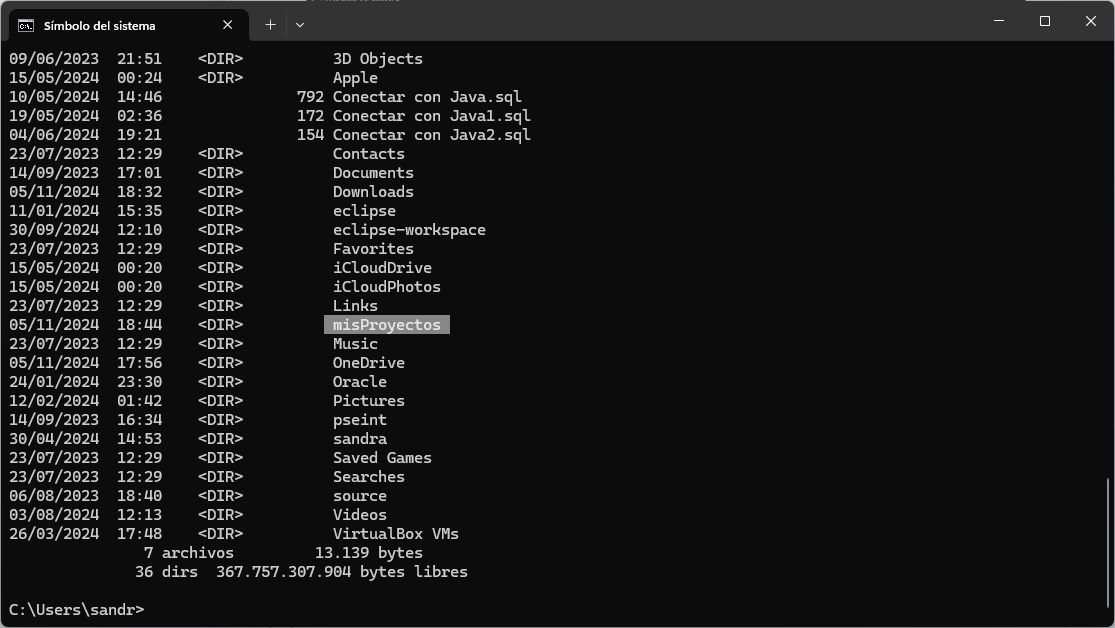 Símbolo del sistema
09/06/2023  21:51    <DIR>          3D Objects
15/05/2024  00:24    <DIR>          Apple
10/05/2024  14:46               792 Conectar con Java.sql
19/05/2024  02:36               172 Conectar con Java1.sql
04/06/2024  19:21               154 Conectar con Java2.sql
23/07/2023  12:29    <DIR>          Contacts
14/09/2023  17:01    <DIR>          Documents
05/11/2024  18:32    <DIR>          Downloads
11/01/2024  15:35    <DIR>          eclipse
30/09/2024  12:10    <DIR>          eclipse-workspace
23/07/2023  12:29    <DIR>          Favorites
15/05/2024  00:20    <DIR>          iCloudDrive
15/05/2024  00:20    <DIR>          iCloudPhotos
23/07/2023  12:29    <DIR>          Links
05/11/2024  18:44    <DIR>          misProyectos
23/07/2023  12:29    <DIR>          Music
05/11/2024  17:56    <DIR>          OneDrive
24/01/2024  23:30    <DIR>          Oracle
12/02/2024  01:42    <DIR>          Pictures
14/09/2023  16:34    <DIR>          pseint
30/04/2024  14:53    <DIR>          sandra
23/07/2023  12:29    <DIR>          Saved Games
23/07/2023  12:29    <DIR>          Searches
06/08/2023  18:40    <DIR>          source
03/08/2024  12:13    <DIR>          Videos
26/03/2024  17:48    <DIR>          VirtualBox VMs
7 archivos         13.139 bytes
36 dirs  367.757.307.904 bytes libres
C:\Users\sandr>